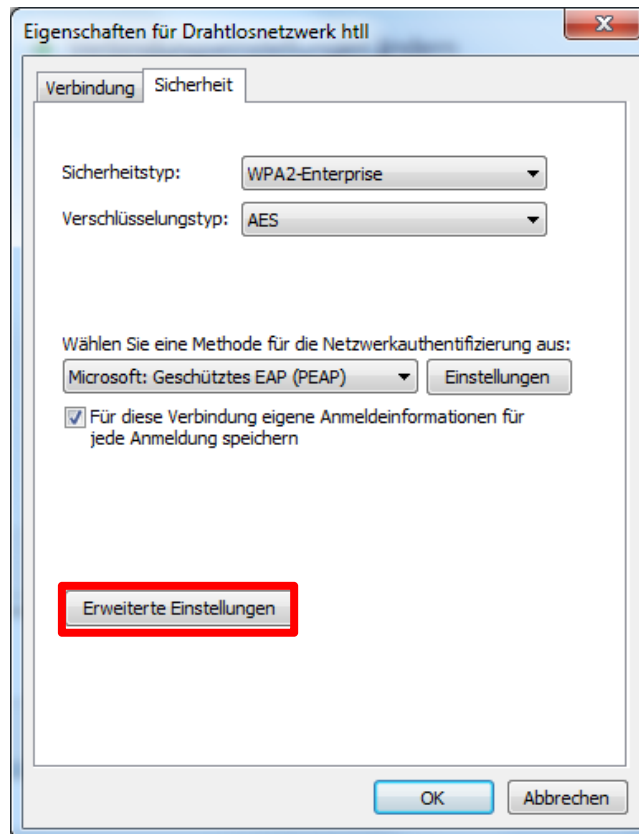 Eigenschaften für Drahtlosnetzwerk htll
Verbindung
Sicherheit
Sicherheitstyp:
WPA2-Enterprise
Verschlüsselungstyp:
AES
Wählen Sie eine Methode für die Netzwerkauthentifizierung aus:
Microsoft: Geschütztes EAP (PEAP)
Einstellungen
Für diese Verbindung eigene Anmeldeinformationen für
jede Anmeldung speichern
Erweiterte Einstellungen
OK
Abbrechen